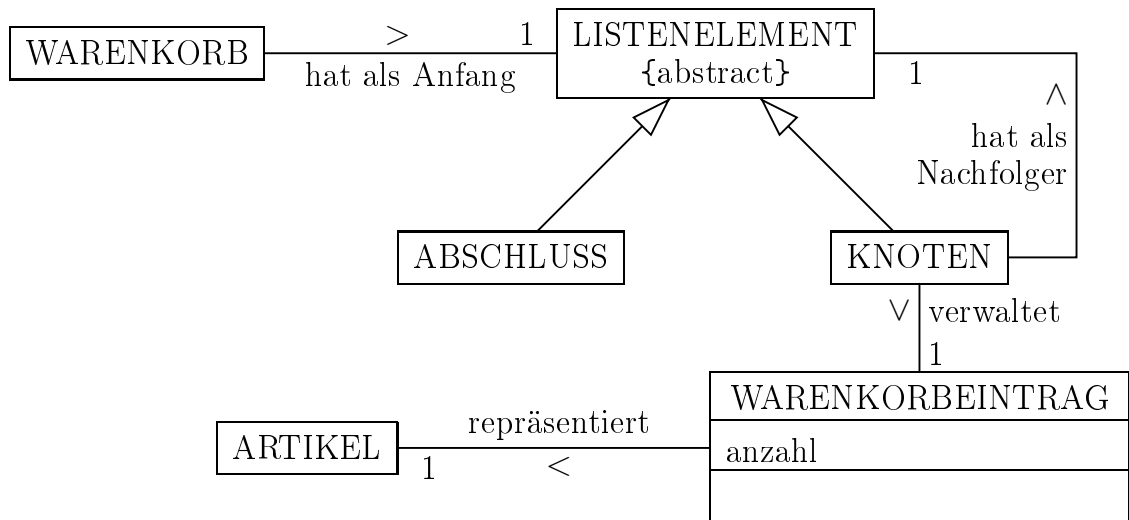 WARENKORB
>
1
hat als Anfang
LISTENELEMENT
{abstract}
1
∧
hat als
Nachfolger
ABSCHLUSS
KNOTEN
∨ verwaltet
1
WARENKORBEINTRAG
anzahl
repräsentiert
<
1
ARTIKEL